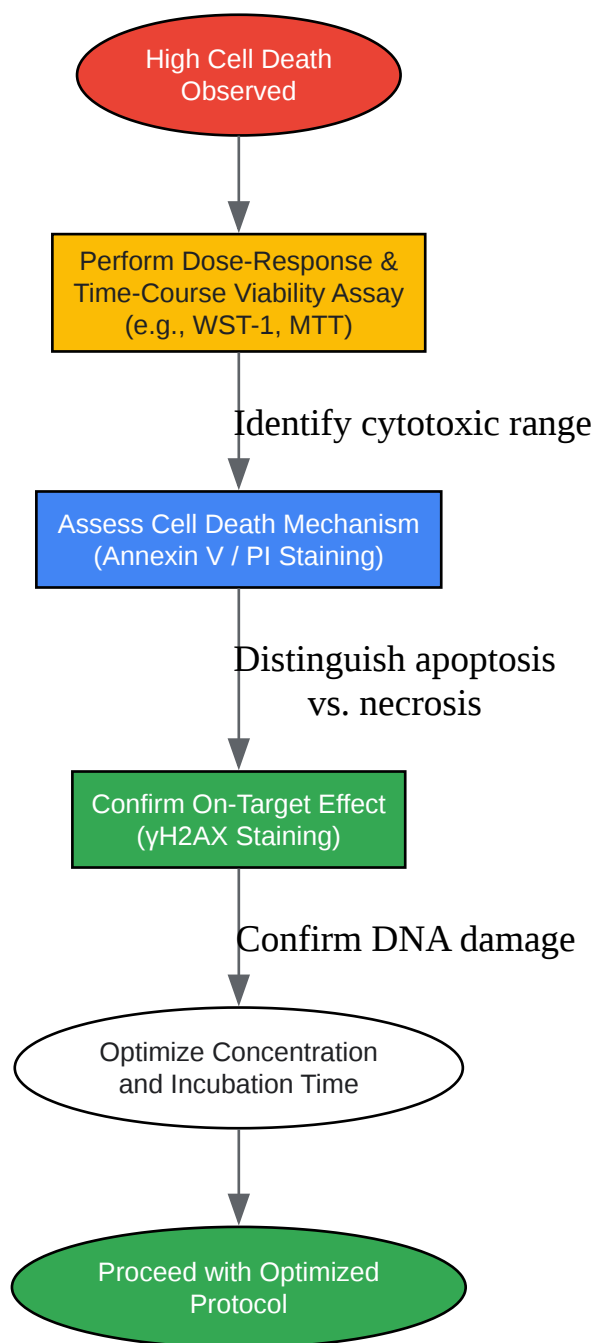 High Cell Death
Observed
Perform Dose-Response &
Time-Course Viability Assay
(e.g., WST-1, MTT)
Identify cytotoxic range
Assess Cell Death Mechanism
(Annexin V / PI Staining)
Distinguish apoptosis
vs. necrosis
Confirm On-Target Effect
(γH2AX Staining)
Confirm DNA damage
Optimize Concentration
and Incubation Time
Proceed with Optimized
Protocol